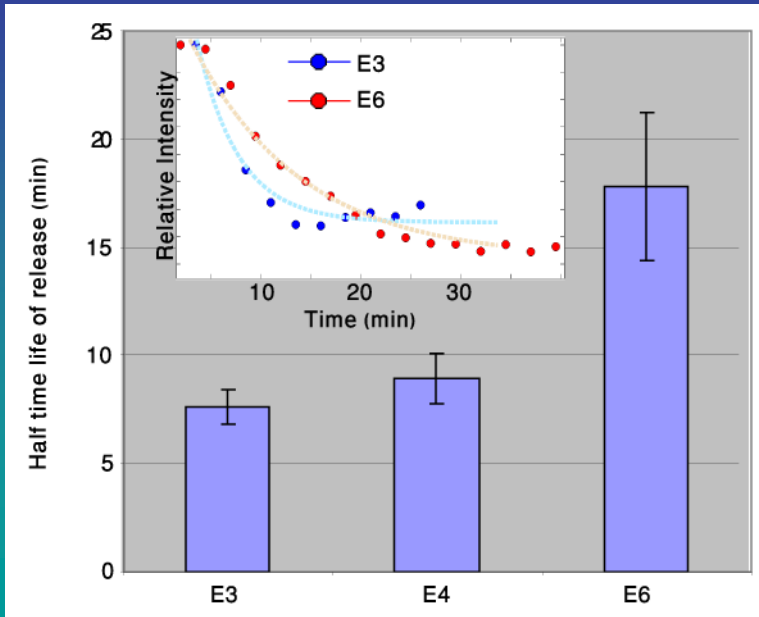 Half time life of release (min)
25
20
15
10
5
0
E3
E4
E6
Relative Intensity
E3
E6
10
20
30
Time (min)